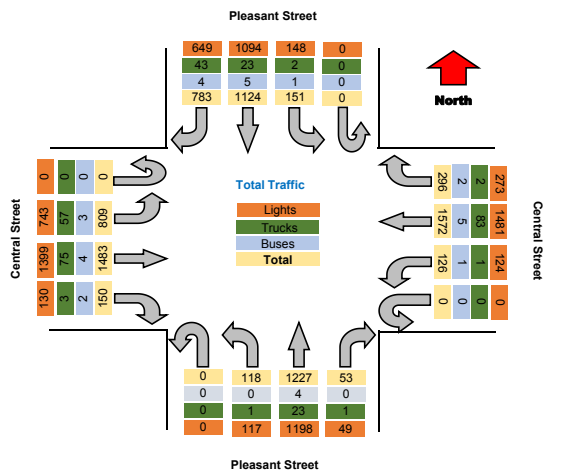 Pleasant Street
649 1094 148 0
43 23 2 0
4 5 1 0
783 1124 151 0
North
0 0 0 0
743 57 3 809
1399 75 4 1483
130 3 2 150
Central Street
Total Traffic
Lights
Trucks
Buses
Total
296 2 2 273
1572 5 83 1481
126 1 1 124
0 0 0 0
Central Street
0 118 1227 53
0 0 4 0
0 1 23 1
0 117 1198 49
Pleasant Street